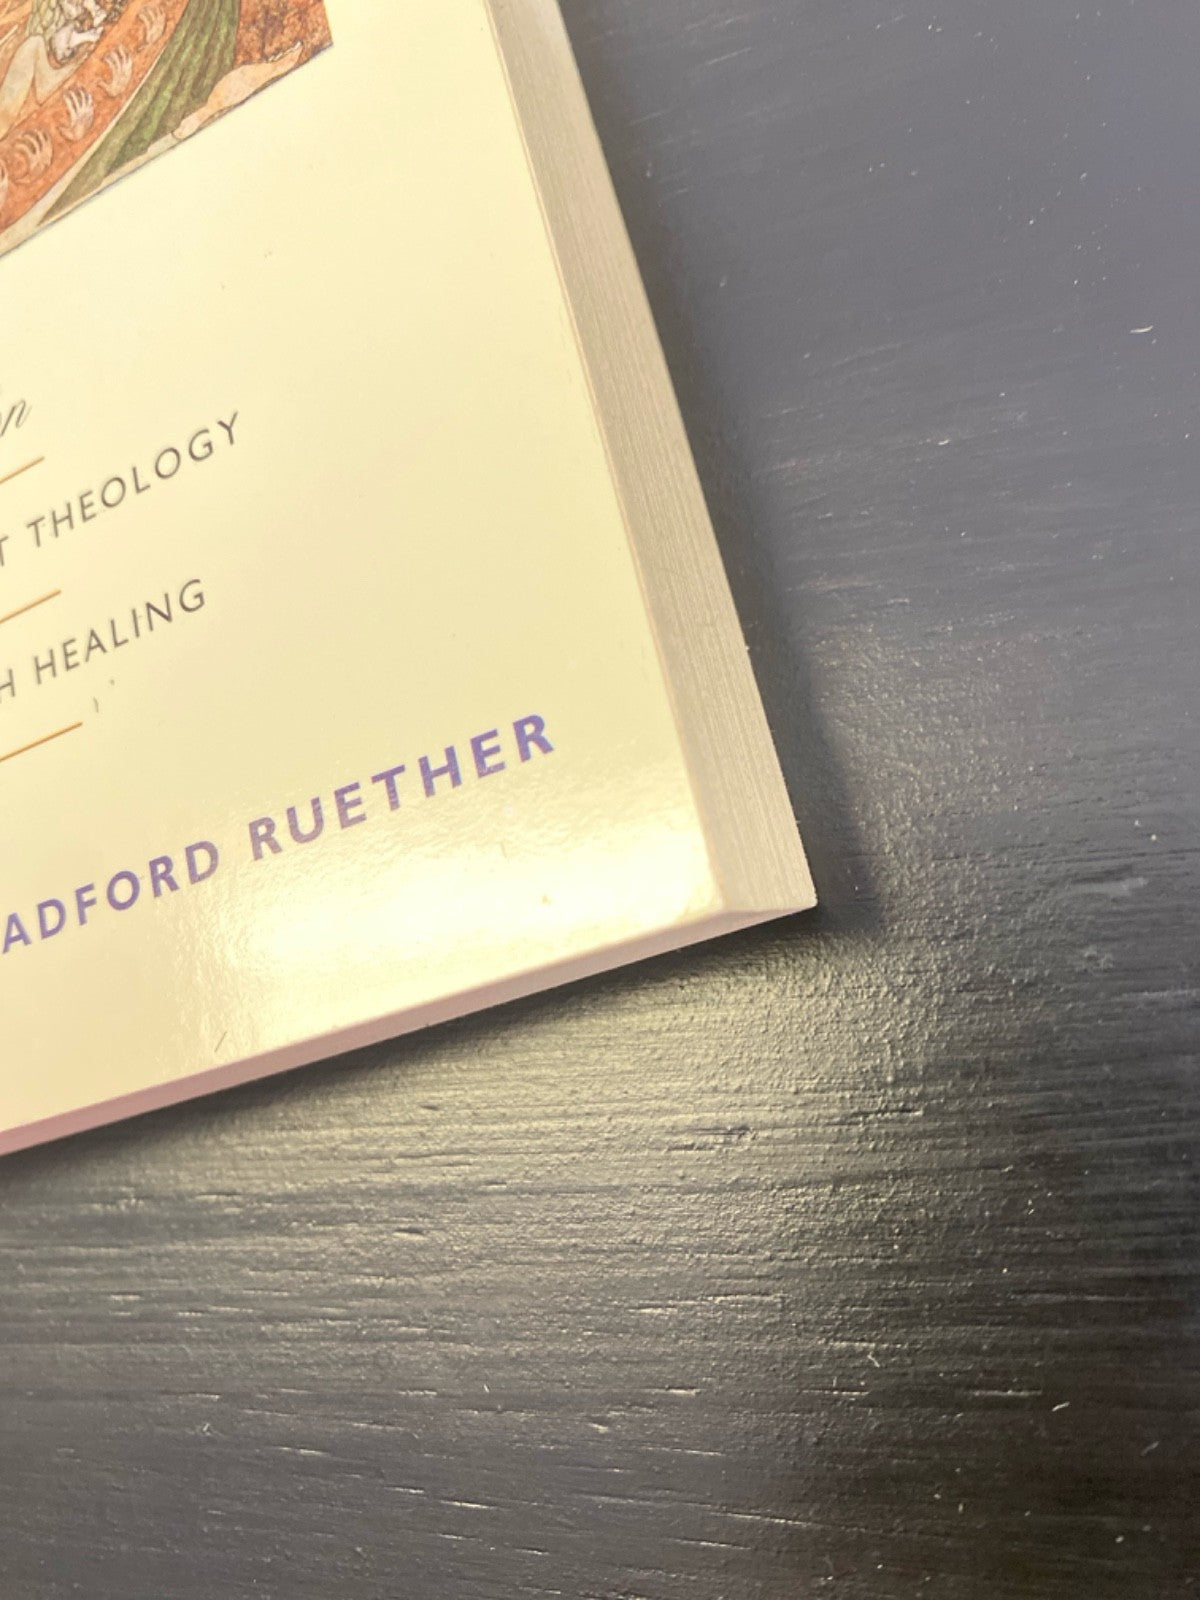 n
T THEOLOGY
H HEALING
ADFORD RUETHER